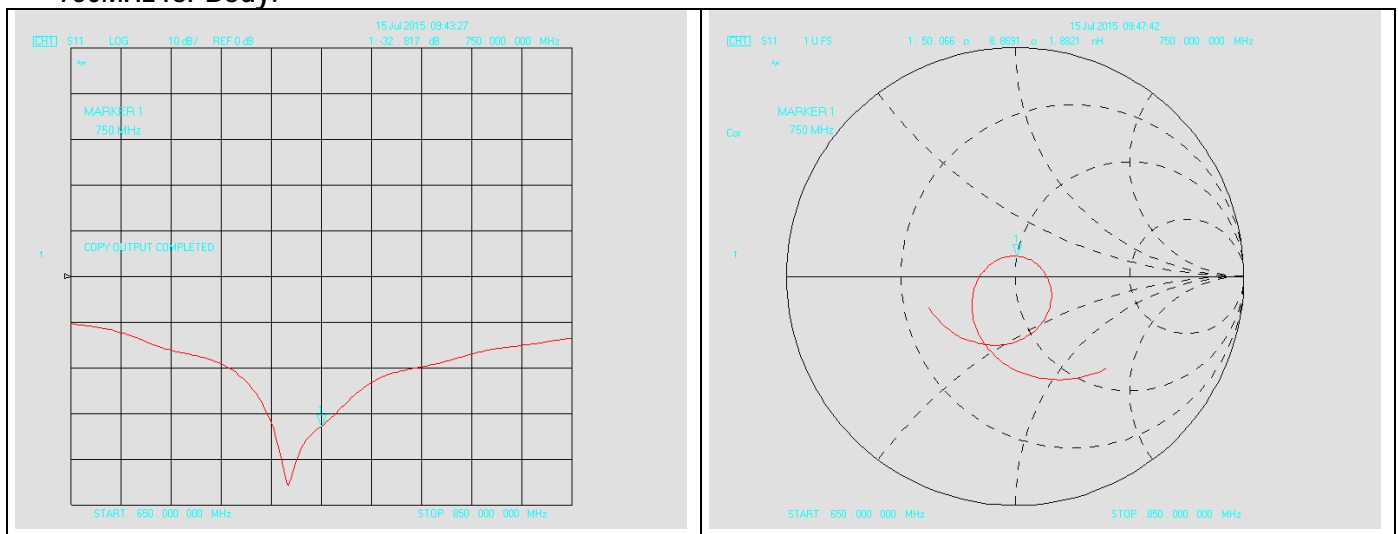 15 Jul 2015 09:43:27
CH1 S11 LOG 10 dB/ REF 0 dB 1:-32 . 817 dB 750.000 000 MHz
MARKER 1
750 MHz
COPY OUTPUT COMPLETED
START 650 . 000 000 MHz STOP 850 . 000 000 MHz
15 Jul 2015 09:47:42
CH1 S11 1 U FS 1: 50 . 066 Ω 8.8691 Ω 1.8821 nH 750 . 000 000 MHz
MARKER 1
750 MHz
Cor
START 650 . 000 000 MHz STOP 850 . 000 000 MHz